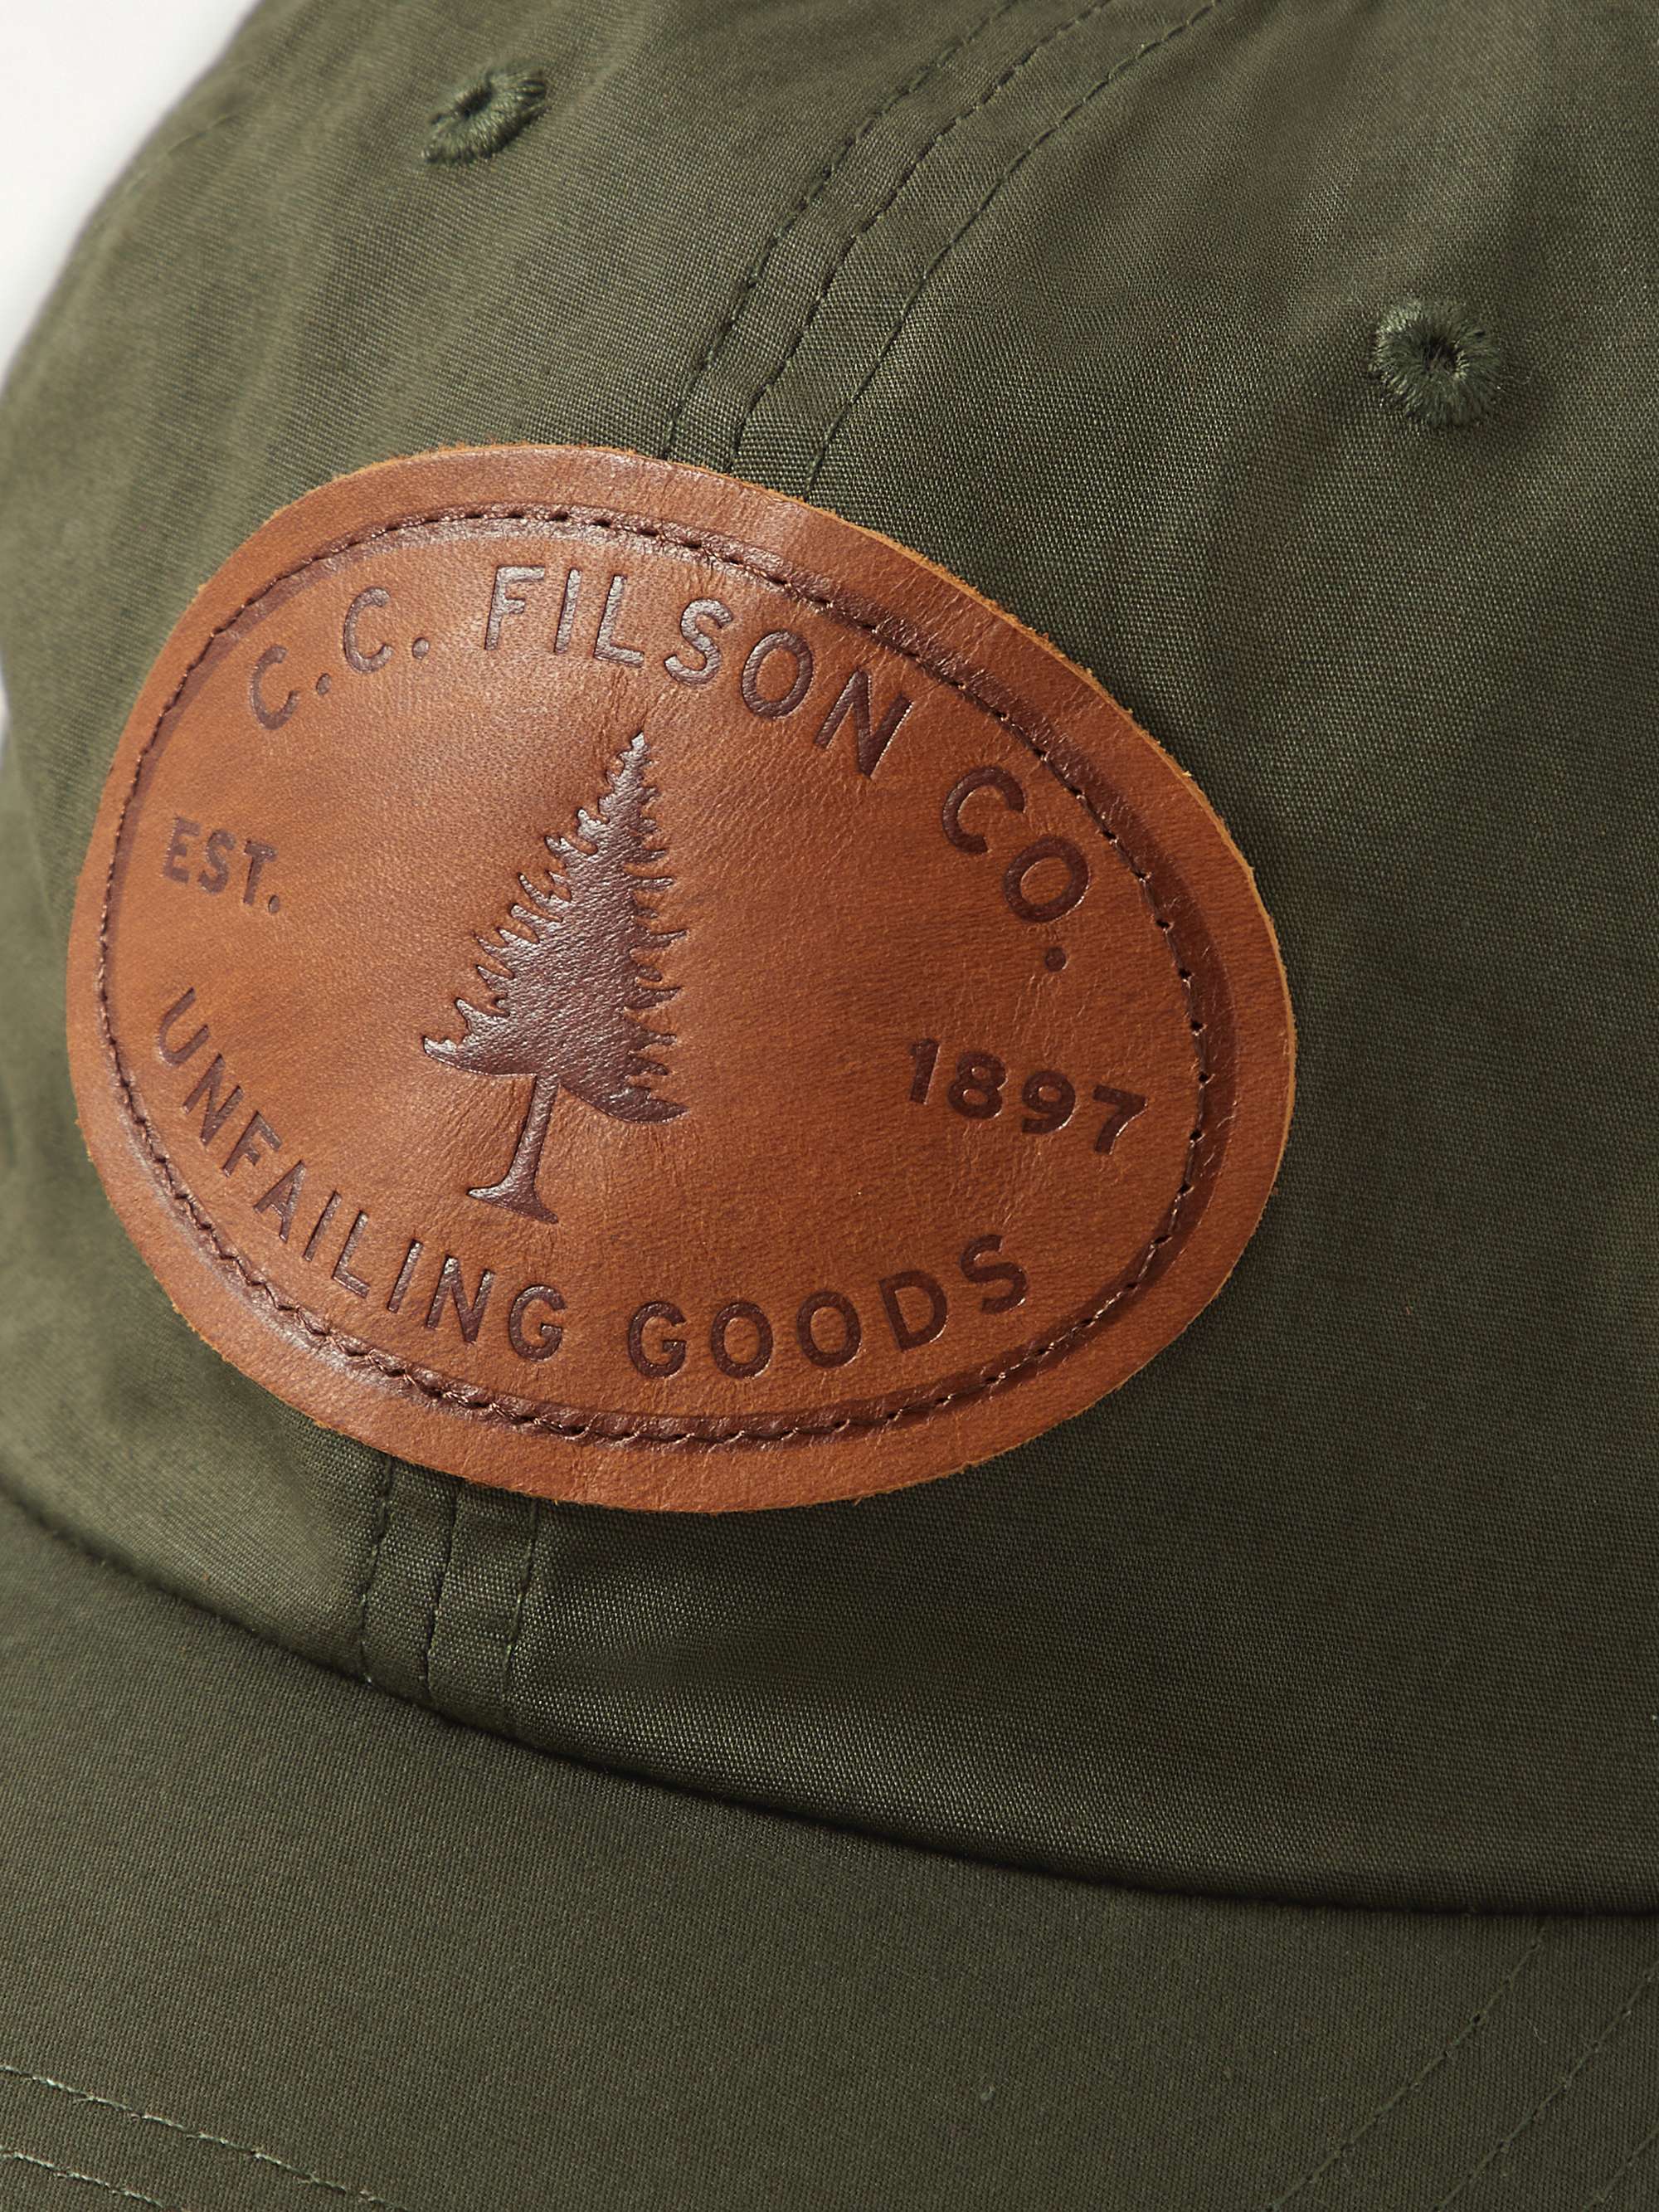 C.C. FILSON CO.
EST. 1897
UNFAILING GOODS